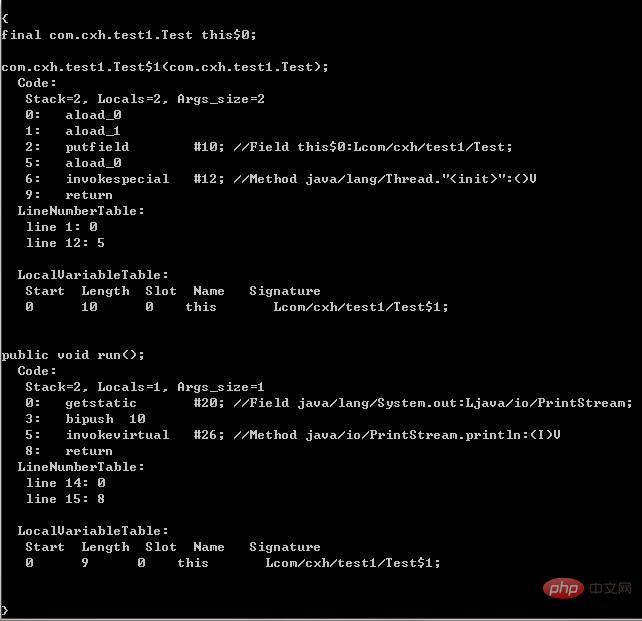 {
final com.cxh.test1.Test this$0;
com.cxh.test1.Test$1(com.cxh.test1.Test);
Code:
Stack=2, Locals=2, Args_size=2
0: aload_0
1: aload_1
2: putfield #10; //Field this$0:Lcom/cxh/test1/Test;
5: aload_0
6: invokespecial #12; //Method java/lang/Thread."<init>":()V
9: return
LineNumberTable:
line 1: 0
line 12: 5
LocalVariableTable:
Start Length Slot Name Signature
0 10 0 this Lcom/cxh/test1/Test$1;
public void run();
Code:
Stack=2, Locals=1, Args_size=1
0: getstatic #20; //Field java/lang/System.out:Ljava/io/PrintStream;
3: bipush 10
5: invokevirtual #26; //Method java/io/PrintStream.println:(I)V
8: return
LineNumberTable:
line 14: 0
line 15: 8
LocalVariableTable:
Start Length Slot Name Signature
0 9 0 this Lcom/cxh/test1/Test$1;
php 中文网
}